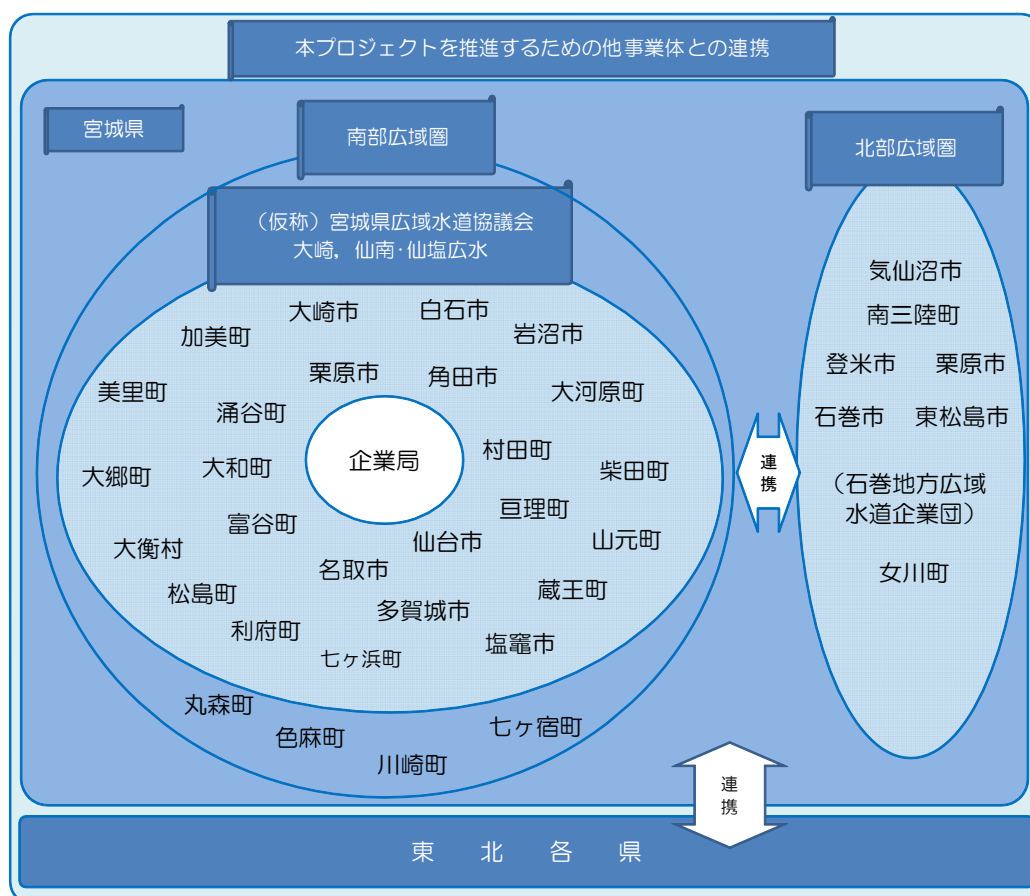 本プロジェクトを推進するための他事業体との連携
宮城県
南部広域圏
北部広域圏
（仮称）宮城県広域水道協議会
大崎，仙南・仙塩広水
大崎市
白石市
加美町
岩沼市
栗原市
角田市
美里町
大河原町
涌谷町
企業局
村田町
大郷町
大和町
柴田町
亘理町
富谷町
仙台市
山元町
大衡村
名取市
松島町
蔵王町
多賀城市
利府町
塩竈市
七ヶ浜町
丸森町
色麻町
七ヶ宿町
川崎町
連携
気仙沼市
南三陸町
登米市
栗原市
石巻市
東松島市
（石巻地方広域
水道企業団）
女川町
連携
東北各県